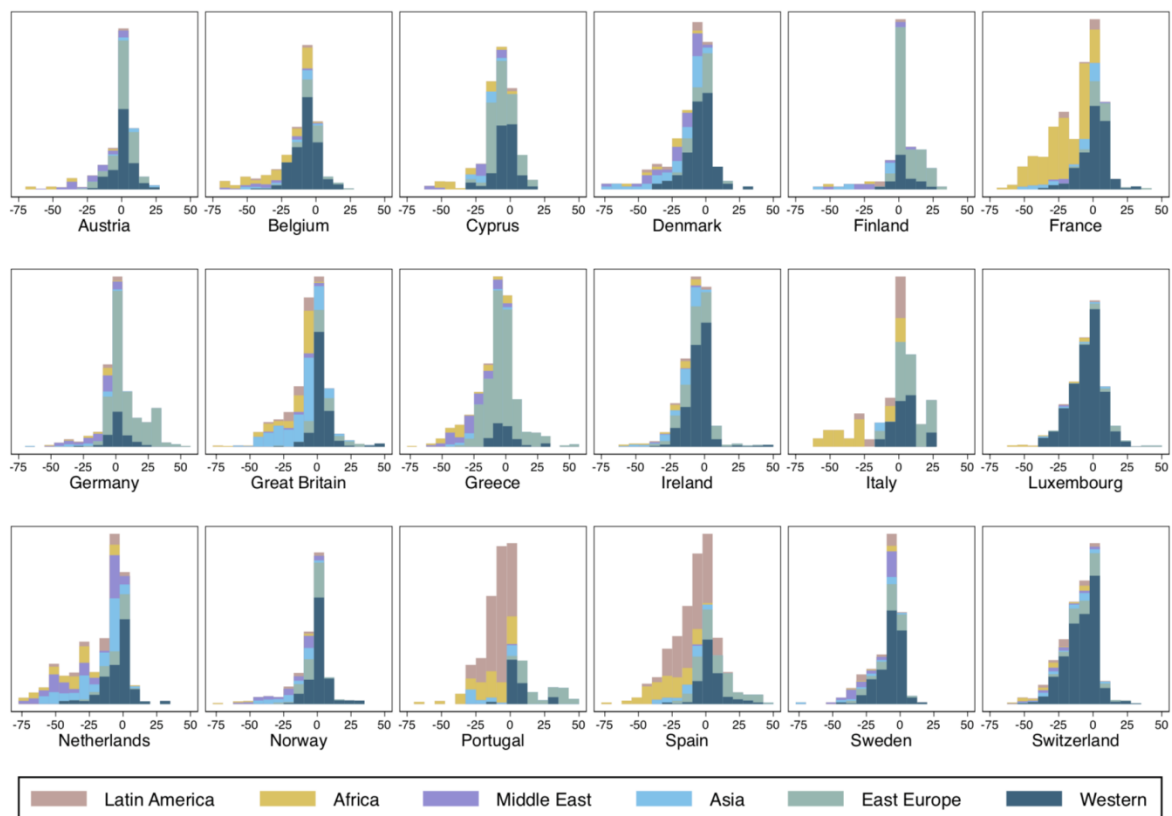 -75 -50 -25 0 25 50 -75 -50 -25 0 25 50 -75 -50 -25 0 25 50 -75 -50 -25 0 25 50 -75 -50 -25 0 25 50 -75 -50 -25 0 25 50
Austria Belgium Cyprus Denmark Finland France
-75 -50 -25 0 25 50 -75 -50 -25 0 25 50 -75 -50 -25 0 25 50 -75 -50 -25 0 25 50 -75 -50 -25 0 25 50 -75 -50 -25 0 25 50
Germany Great Britain Greece Ireland Italy Luxembourg
-75 -50 -25 0 25 50 -75 -50 -25 0 25 50 -75 -50 -25 0 25 50 -75 -50 -25 0 25 50 -75 -50 -25 0 25 50 -75 -50 -25 0 25 50
Netherlands Norway Portugal Spain Sweden Switzerland
Latin America Africa Middle East Asia East Europe Western